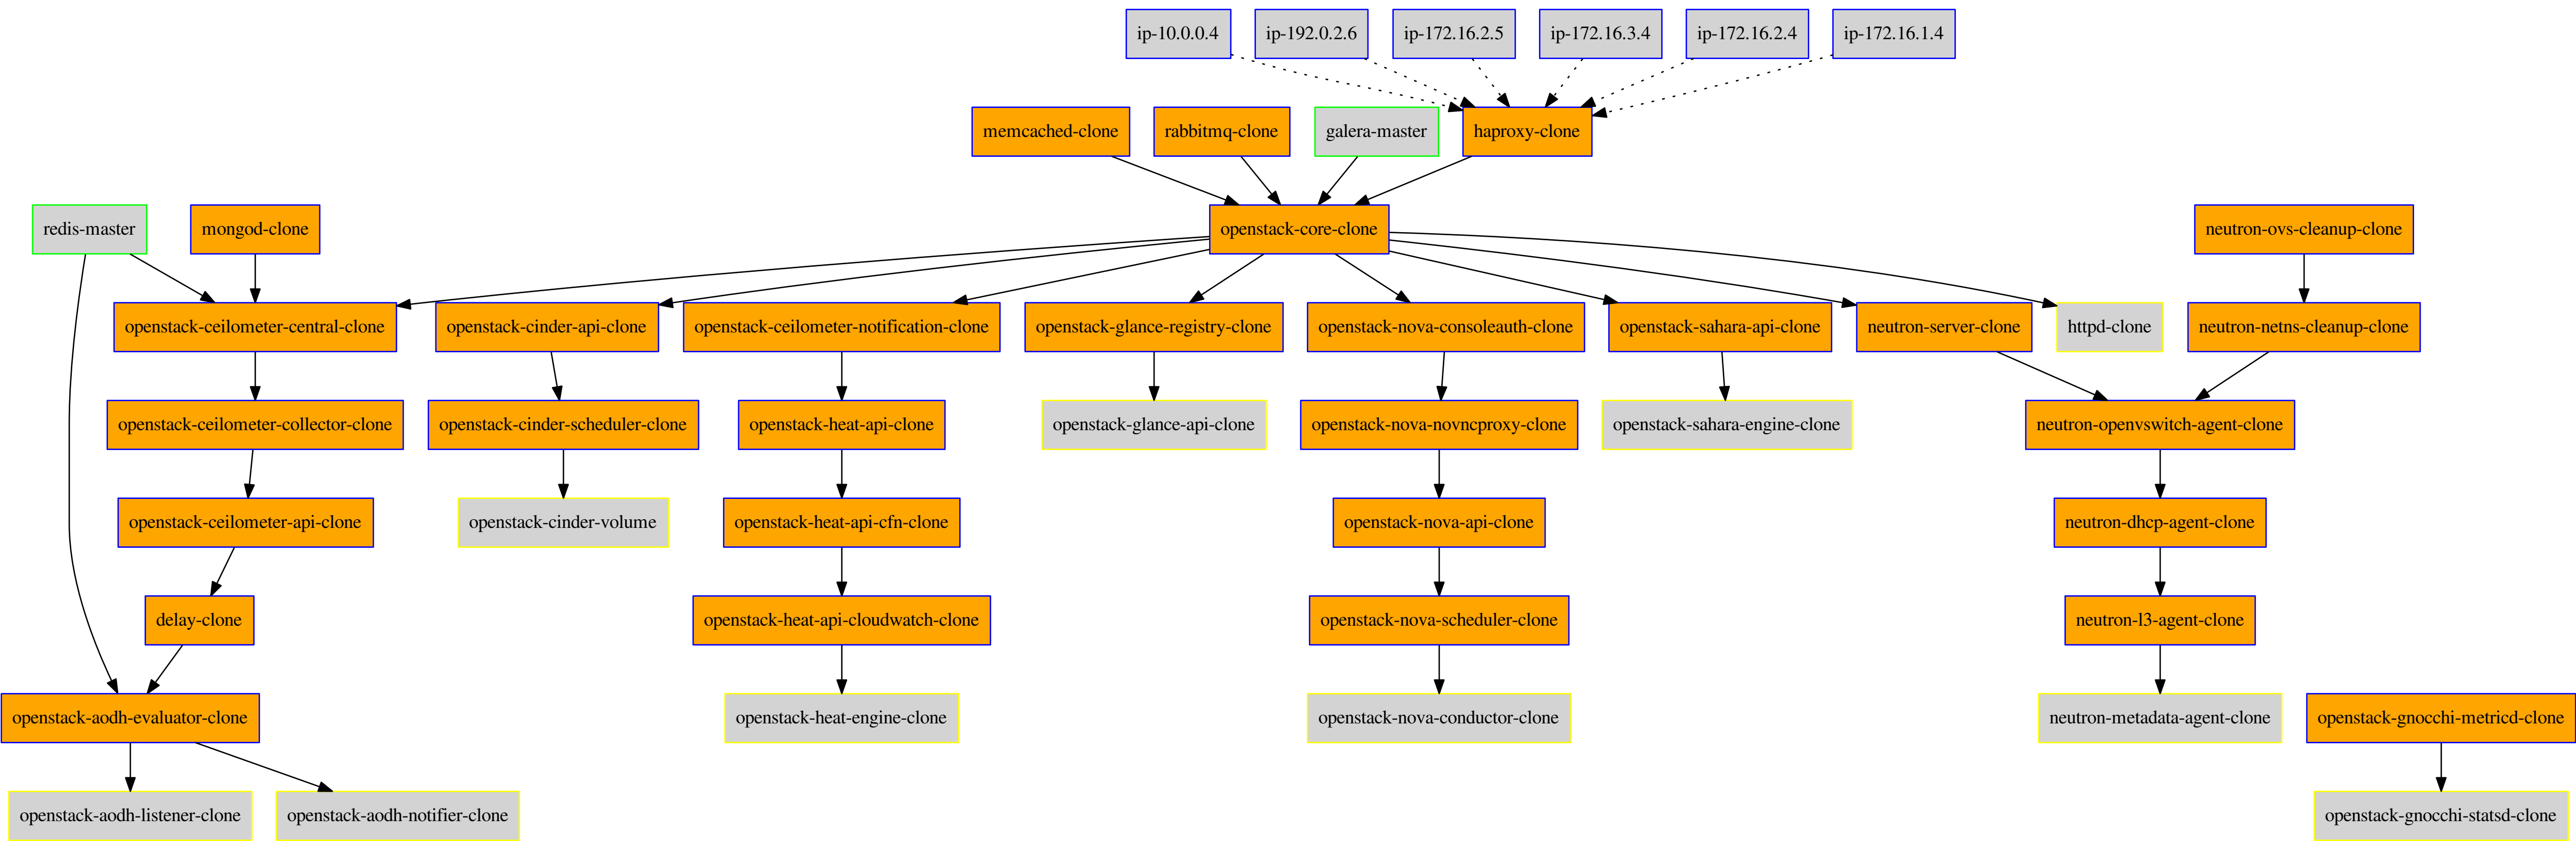 ip-10.0.0.4
ip-192.0.2.6
ip-172.16.2.5
ip-172.16.3.4
ip-172.16.2.4
ip-172.16.1.4
memcached-clone
rabbitmq-clone
galera-master
haproxy-clone
redis-master
mongod-clone
openstack-core-clone
neutron-ovs-cleanup-clone
openstack-ceilometer-central-clone
openstack-cinder-api-clone
openstack-ceilometer-notification-clone
openstack-glance-registry-clone
openstack-nova-consoleauth-clone
openstack-sahara-api-clone
neutron-server-clone
httpd-clone
neutron-netns-cleanup-clone
openstack-ceilometer-collector-clone
openstack-cinder-scheduler-clone
openstack-heat-api-clone
openstack-glance-api-clone
openstack-nova-novncproxy-clone
openstack-sahara-engine-clone
neutron-openvswitch-agent-clone
openstack-ceilometer-api-clone
openstack-cinder-volume
openstack-heat-api-cfn-clone
openstack-nova-api-clone
neutron-dhcp-agent-clone
delay-clone
openstack-heat-api-cloudwatch-clone
openstack-nova-scheduler-clone
neutron-l3-agent-clone
openstack-aodh-evaluator-clone
openstack-heat-engine-clone
openstack-nova-conductor-clone
neutron-metadata-agent-clone
openstack-gnocchi-metricd-clone
openstack-aodh-listener-clone
openstack-aodh-notifier-clone
openstack-gnocchi-statsd-clone